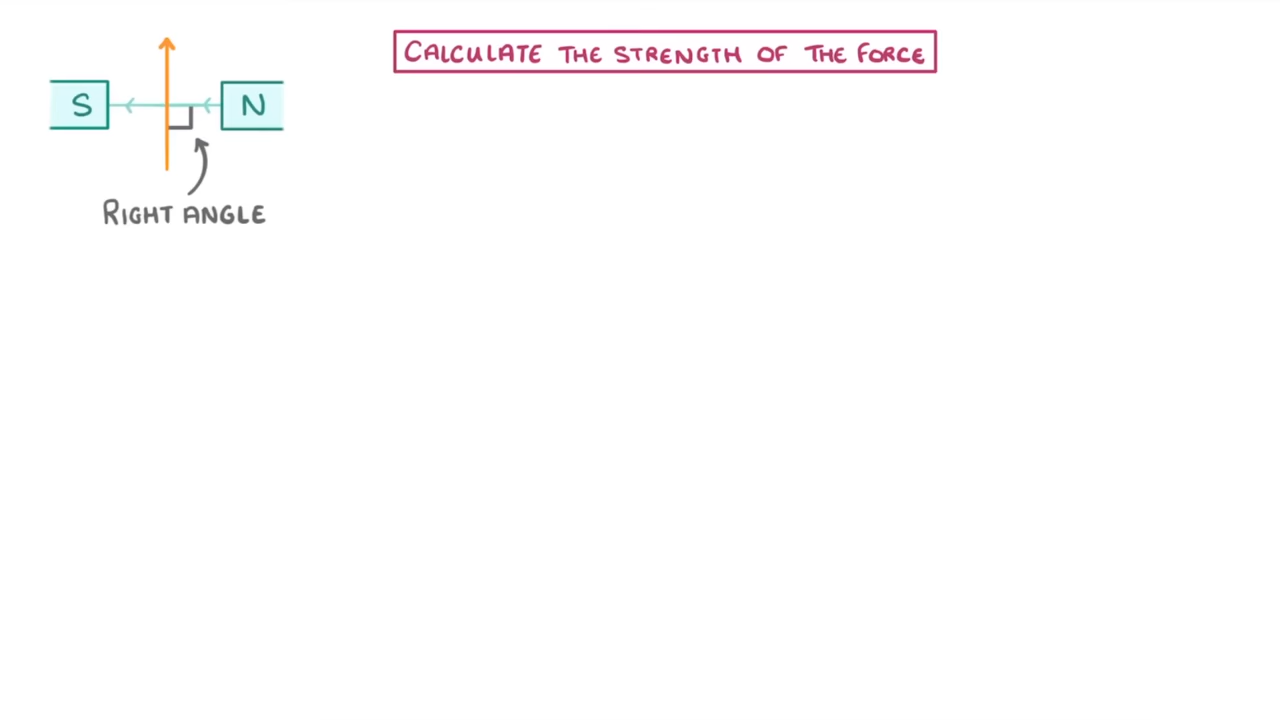 CALCULATE THE STRENGTH OF THE FORCE
S N
RIGHT ANGLE